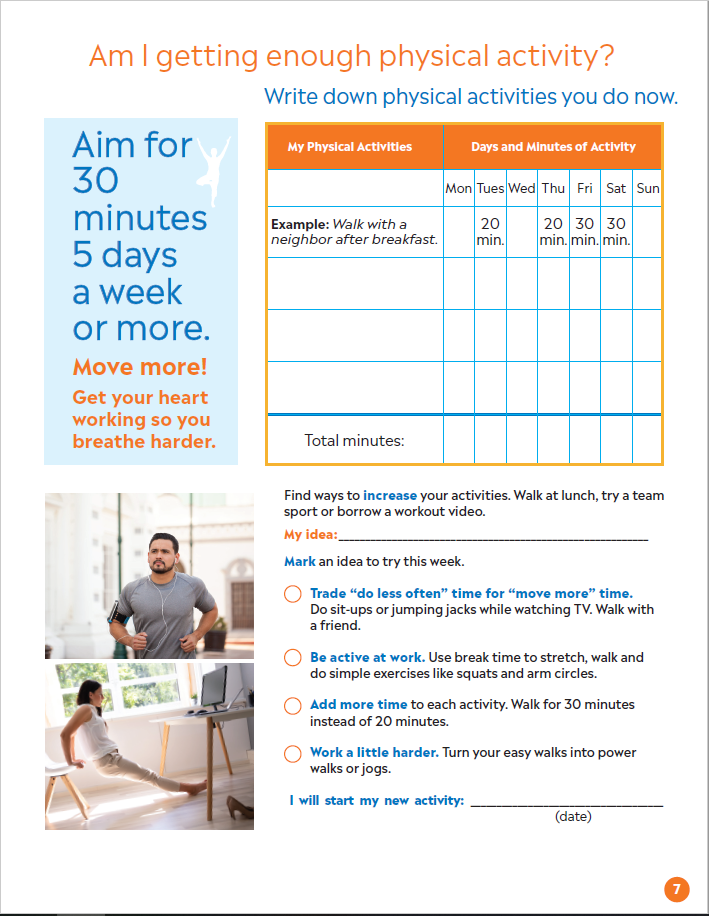 Am I getting enough physical activity?
Write down physical activities you do now.
Aim for
30
minutes
5 days
a week
or more.
Move more!
Get your heart
working so you
breathe harder.
My Physical Activities
Days and Minutes of Activity
Mon Tues Wed Thu Fri Sat Sun
Example: Walk with a
neighbor after breakfast.
20 20 30 30
min. min. min. min.
Total minutes:
Find ways to increase your activities. Walk at lunch, try a team
sport or borrow a workout video.
My idea:
Mark an idea to try this week.
Trade “do less often” time for “move more” time.
Do sit-ups or jumping jacks while watching TV. Walk with
a friend.
Be active at work. Use break time to stretch, walk and
do simple exercises like squats and arm circles.
Add more time to each activity. Walk for 30 minutes
instead of 20 minutes.
Work a little harder. Turn your easy walks into power
walks or jogs.
I will start my new activity:
(date)
7